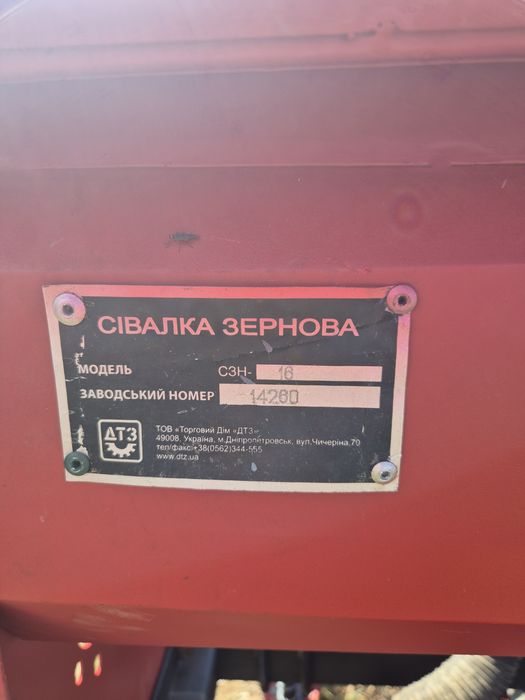 СІВАЛКА ЗЕРНОВА
МОДЕЛЬ СЗН- 16
ЗАВОДСЬКИЙ НОМЕР 14260
ДТЗ
ТОВ «Торговий Дім «ДТЗ»
49008, Україна, м.Дніпропетровськ, вул.Чичеріна,70
тел/факс+38(0562)344-555
www.dtz.ua